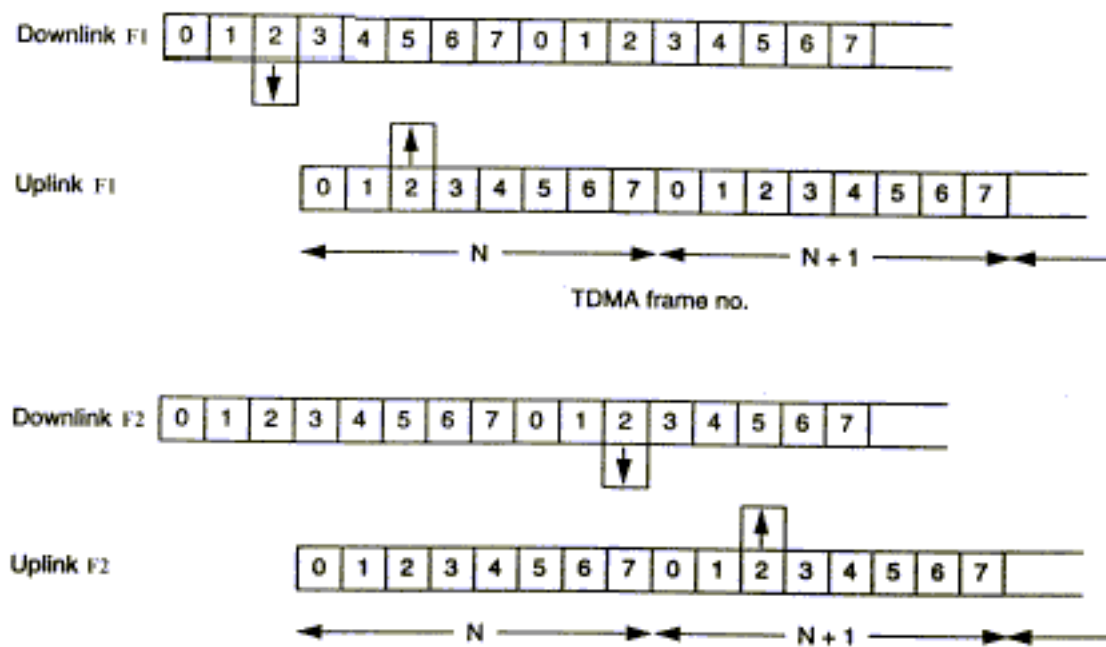 Downlink F1 0 1 2 3 4 5 6 7 0 1 2 3 4 5 6 7
Uplink F1 0 1 2 3 4 5 6 7 0 1 2 3 4 5 6 7
N N + 1
TDMA frame no.
Downlink F2 0 1 2 3 4 5 6 7 0 1 2 3 4 5 6 7
Uplink F2 0 1 2 3 4 5 6 7 0 1 2 3 4 5 6 7
N N + 1